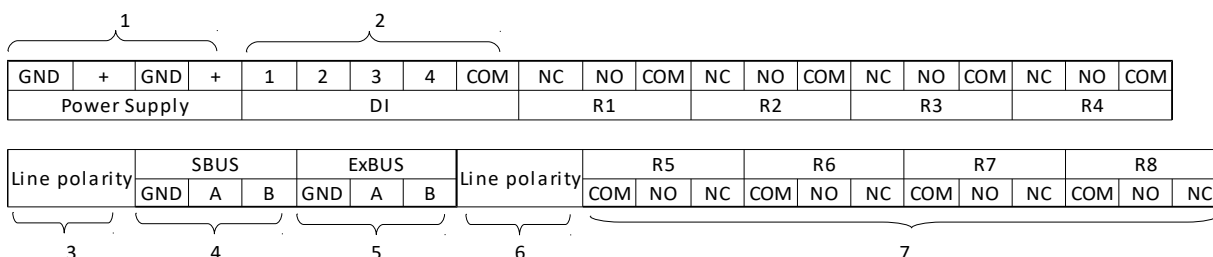 1 2
GND + GND + 1 2 3 4 COM NC NO COM NC NO COM NC NO COM NC NO COM
Power Supply DI R1 R2 R3 R4
Line polarity SBUS ExBUS Line polarity R5 R6 R7 R8
GND A B GND A B COM NO NC COM NO NC COM NO NC COM NO NC
3 4 5 6 7